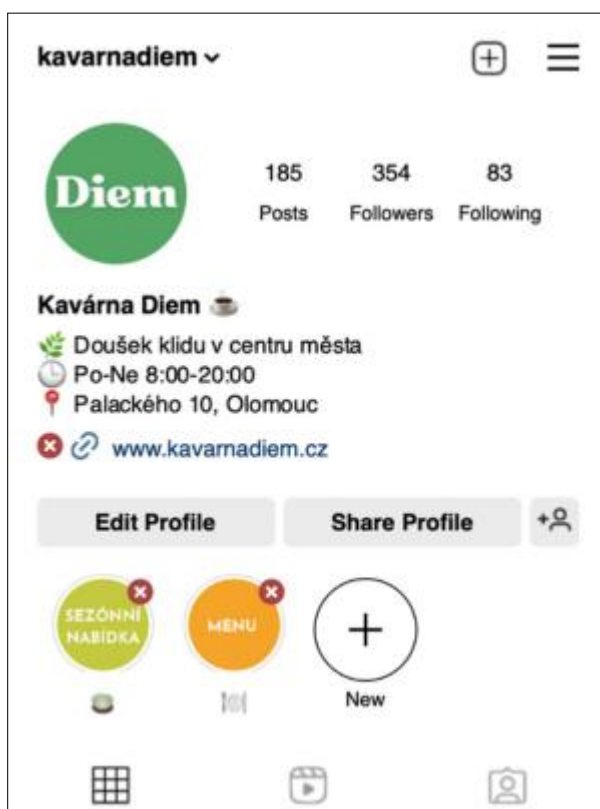 kavarnadiem
Diem
185 354 83
Posts Followers Following
Kavárna Diem ☕
🌿 Doušek klidu v centru města
🕒 Po-Ne 8:00-20:00
📍 Palackého 10, Olomouc
www.kavarnadiem.cz
Edit Profile Share Profile
SEZÓNNÍ
NABÍDKA
MENU
New